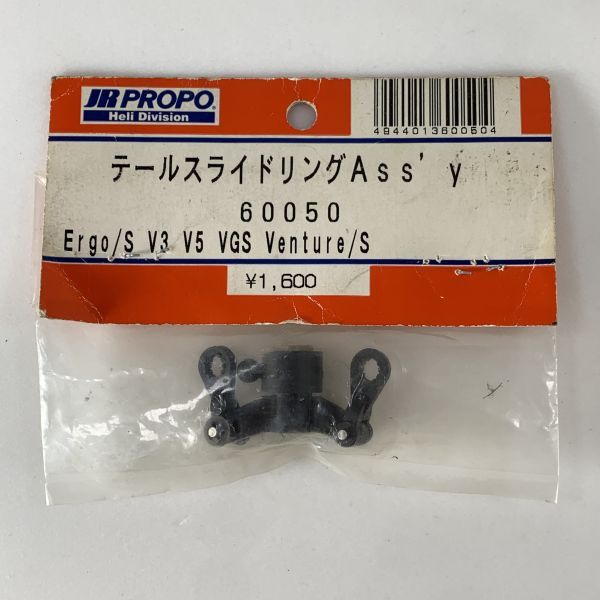 JR PROPO®
Heli Division
4944013600504
テールスライドリングAss'y
60050
Ergo/S V3 V5 VGS Venture/S
¥1,600